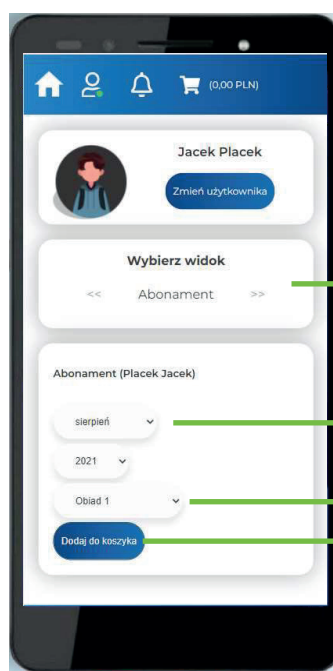 (0,00 PLN)
Jacek Placek
Zmień użytkownika
Wybierz widok
<< Abonament >>
Abonament (Placek Jacek)
sierpień
2021
Obiad 1
Dodaj do koszyka